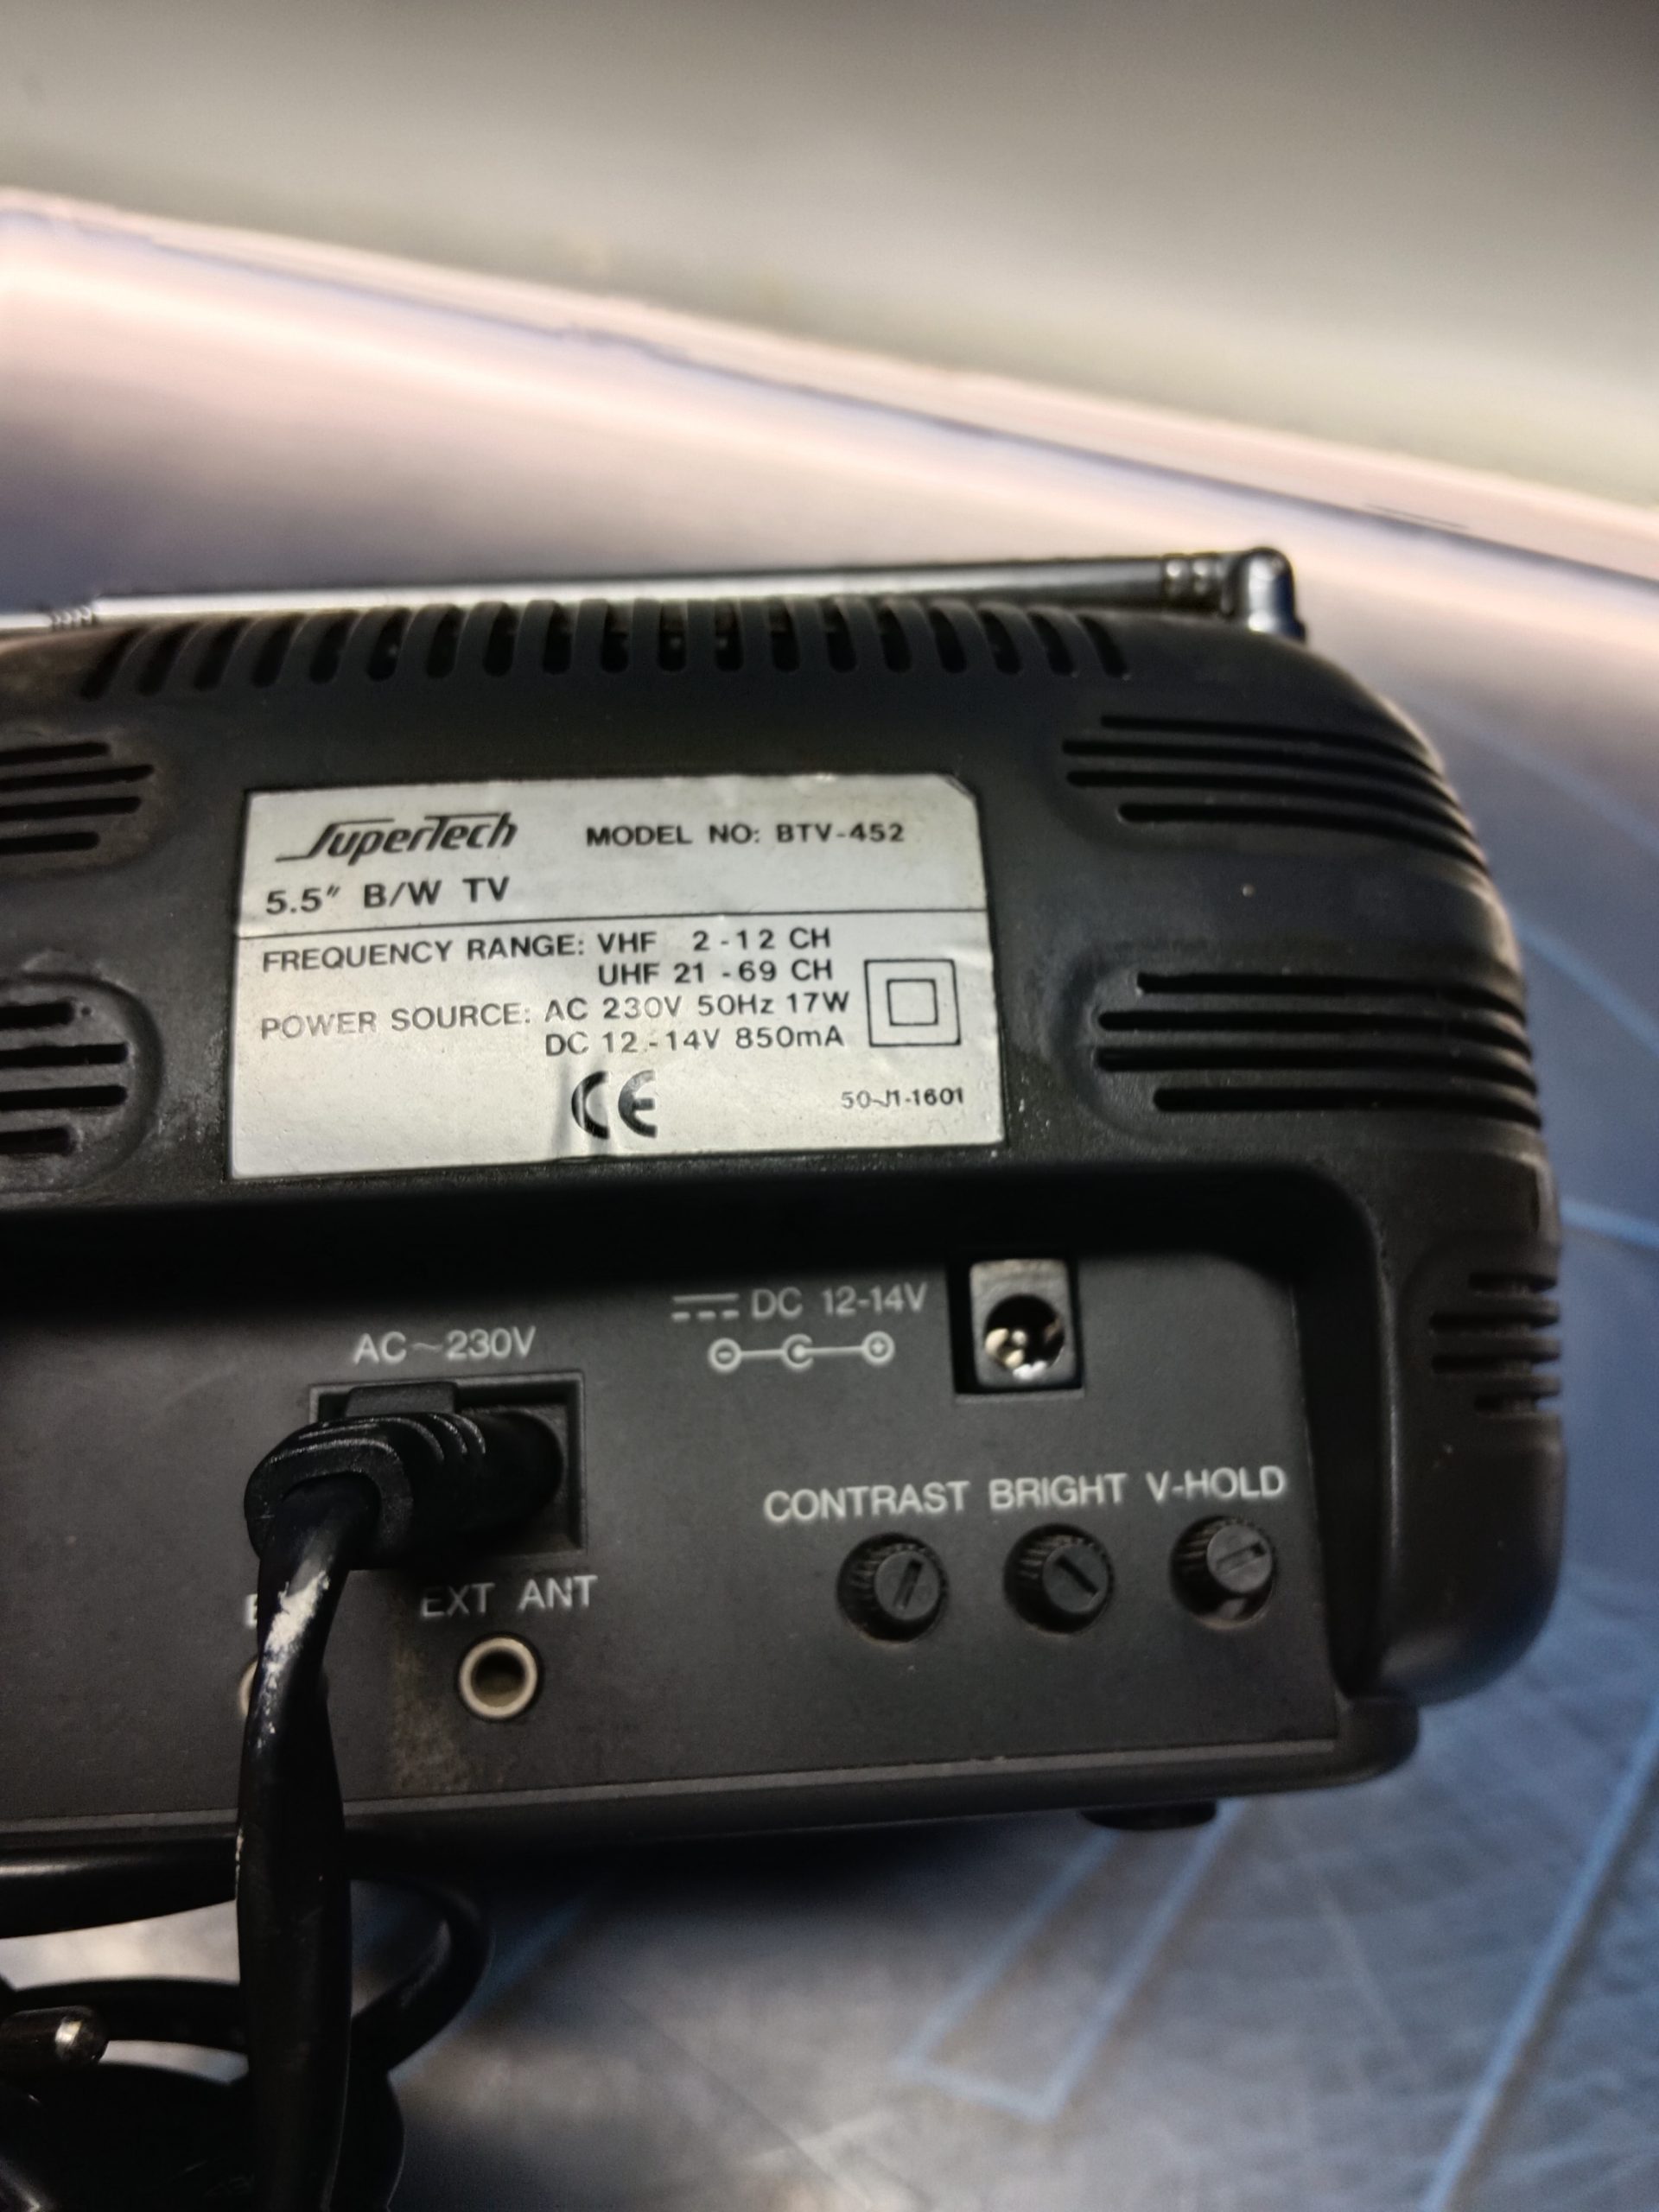 SuperTech MODEL NO: BTV-452
5.5" B/W TV
FREQUENCY RANGE: VHF 2 - 12 CH
UHF 21 - 69 CH
POWER SOURCE: AC 230V 50Hz 17W
DC 12 - 14V 850mA
CE
50-J1-1601
DC 12-14V
AC~230V
CONTRAST BRIGHT V-HOLD
EXT ANT